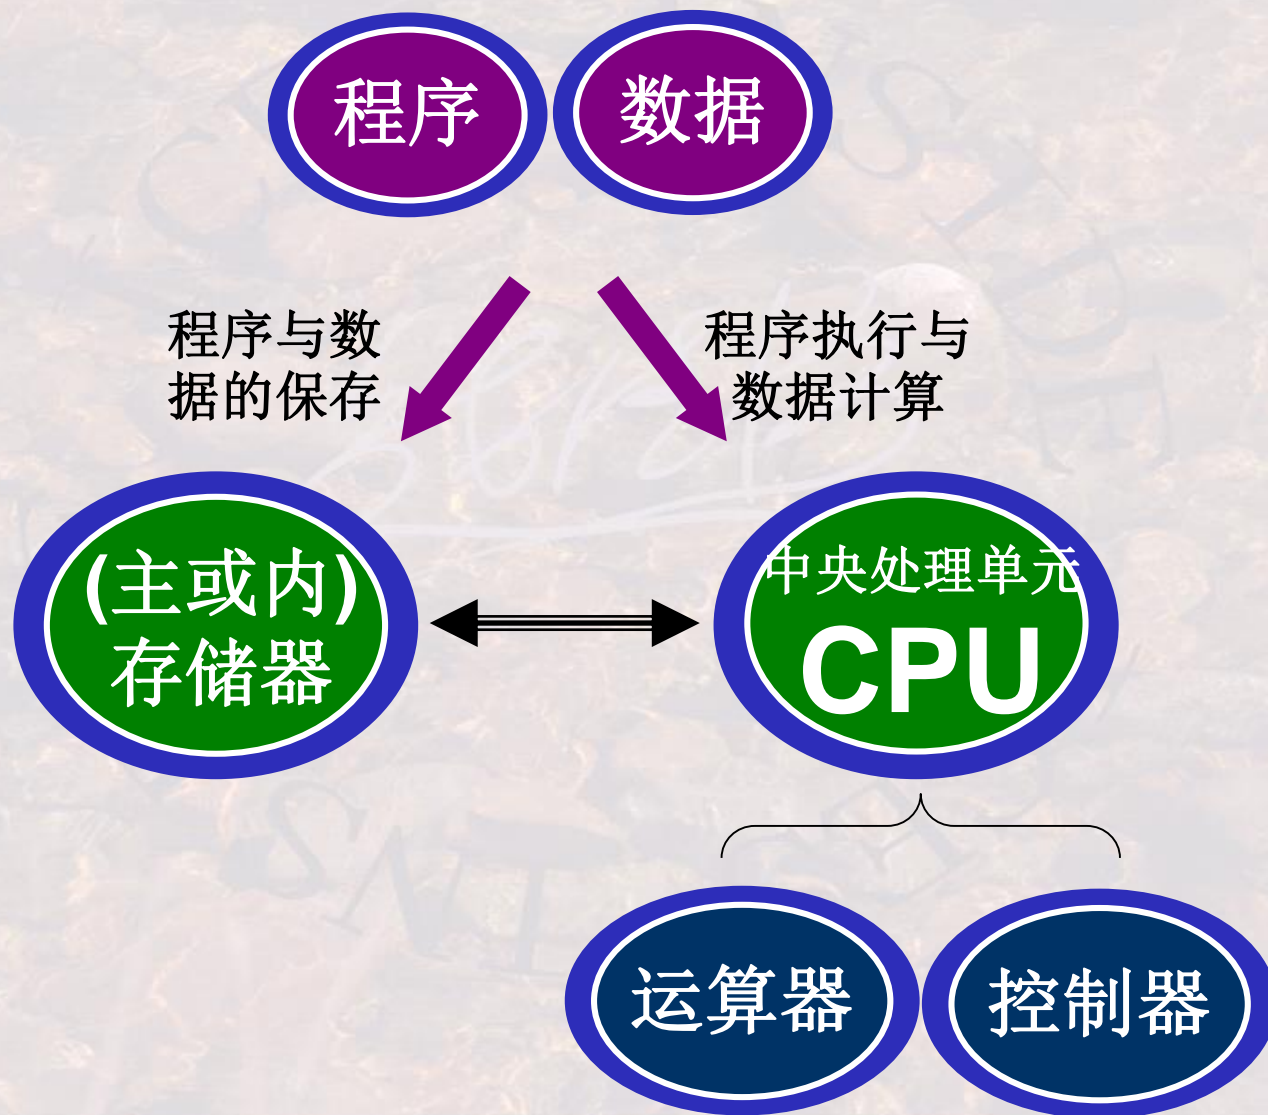 程序
数据
程序与数
据的保存
程序执行与
数据计算
(主或内)
存储器
中央处理单元
CPU
运算器
控制器